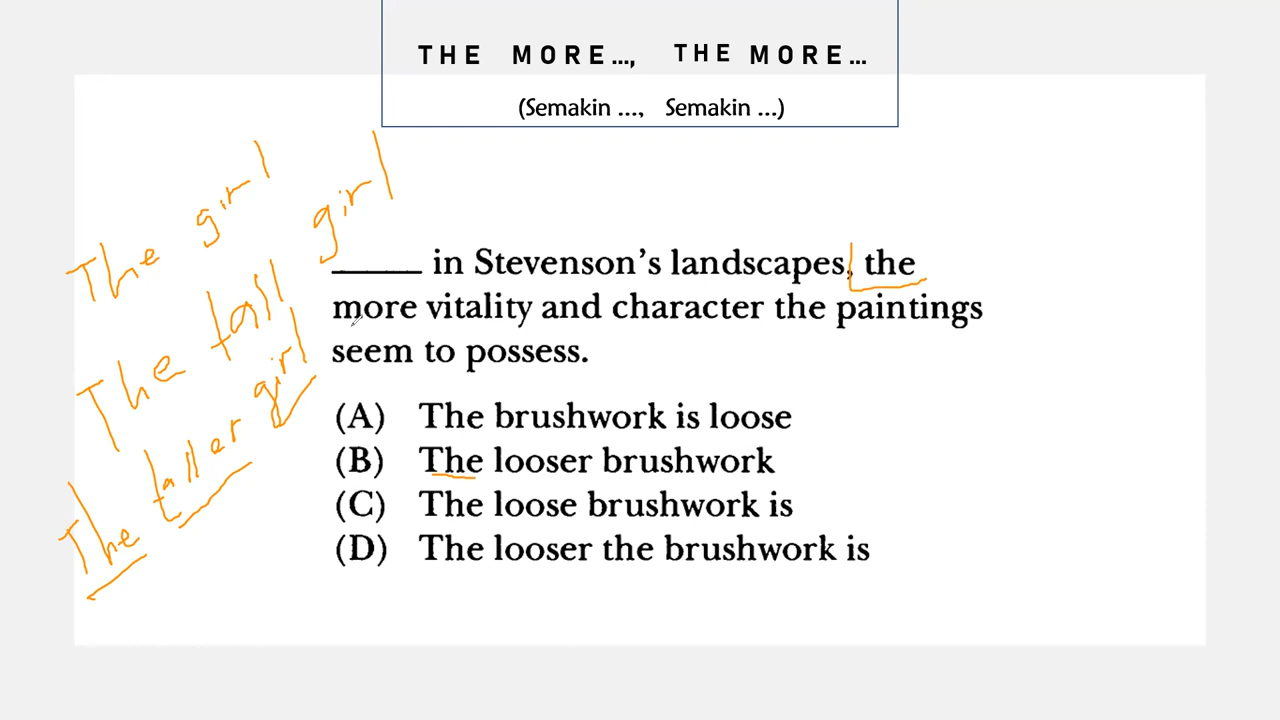 THE MORE…, THE MORE…
(Semakin …, Semakin …)
The girl
The tall girl
The taller girl
_____ in Stevenson’s landscapes, the
more vitality and character the paintings
seem to possess.
(A) The brushwork is loose
(B) The looser brushwork
(C) The loose brushwork is
(D) The looser the brushwork is